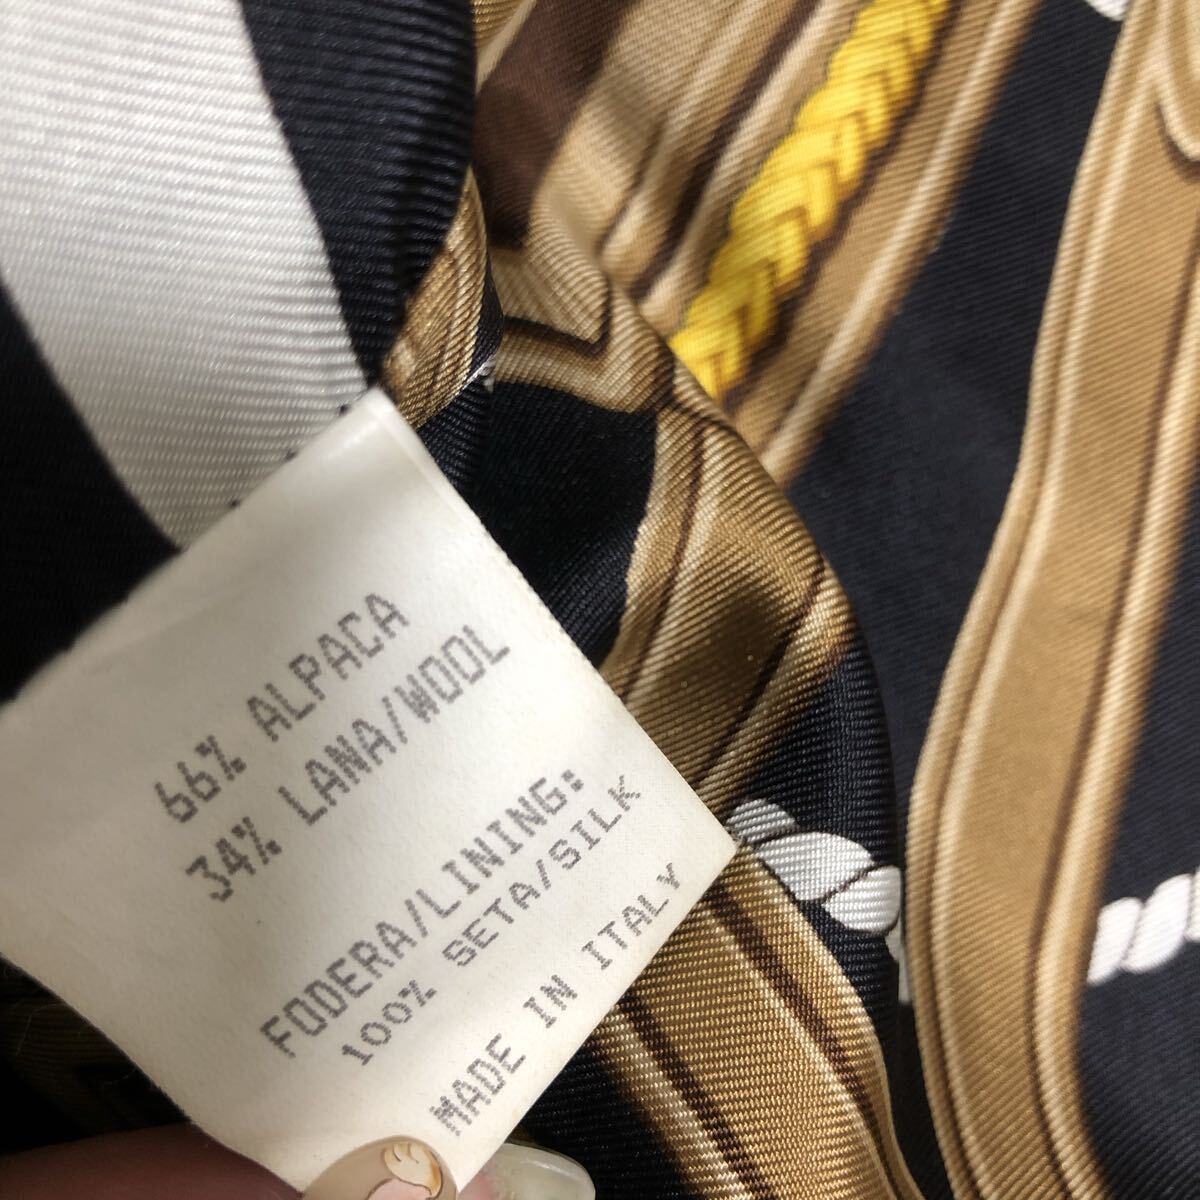 66% ALPACA
34% LANA/WOOL
FODERA/LINING:
100% SETA/SILK
MADE IN ITALY